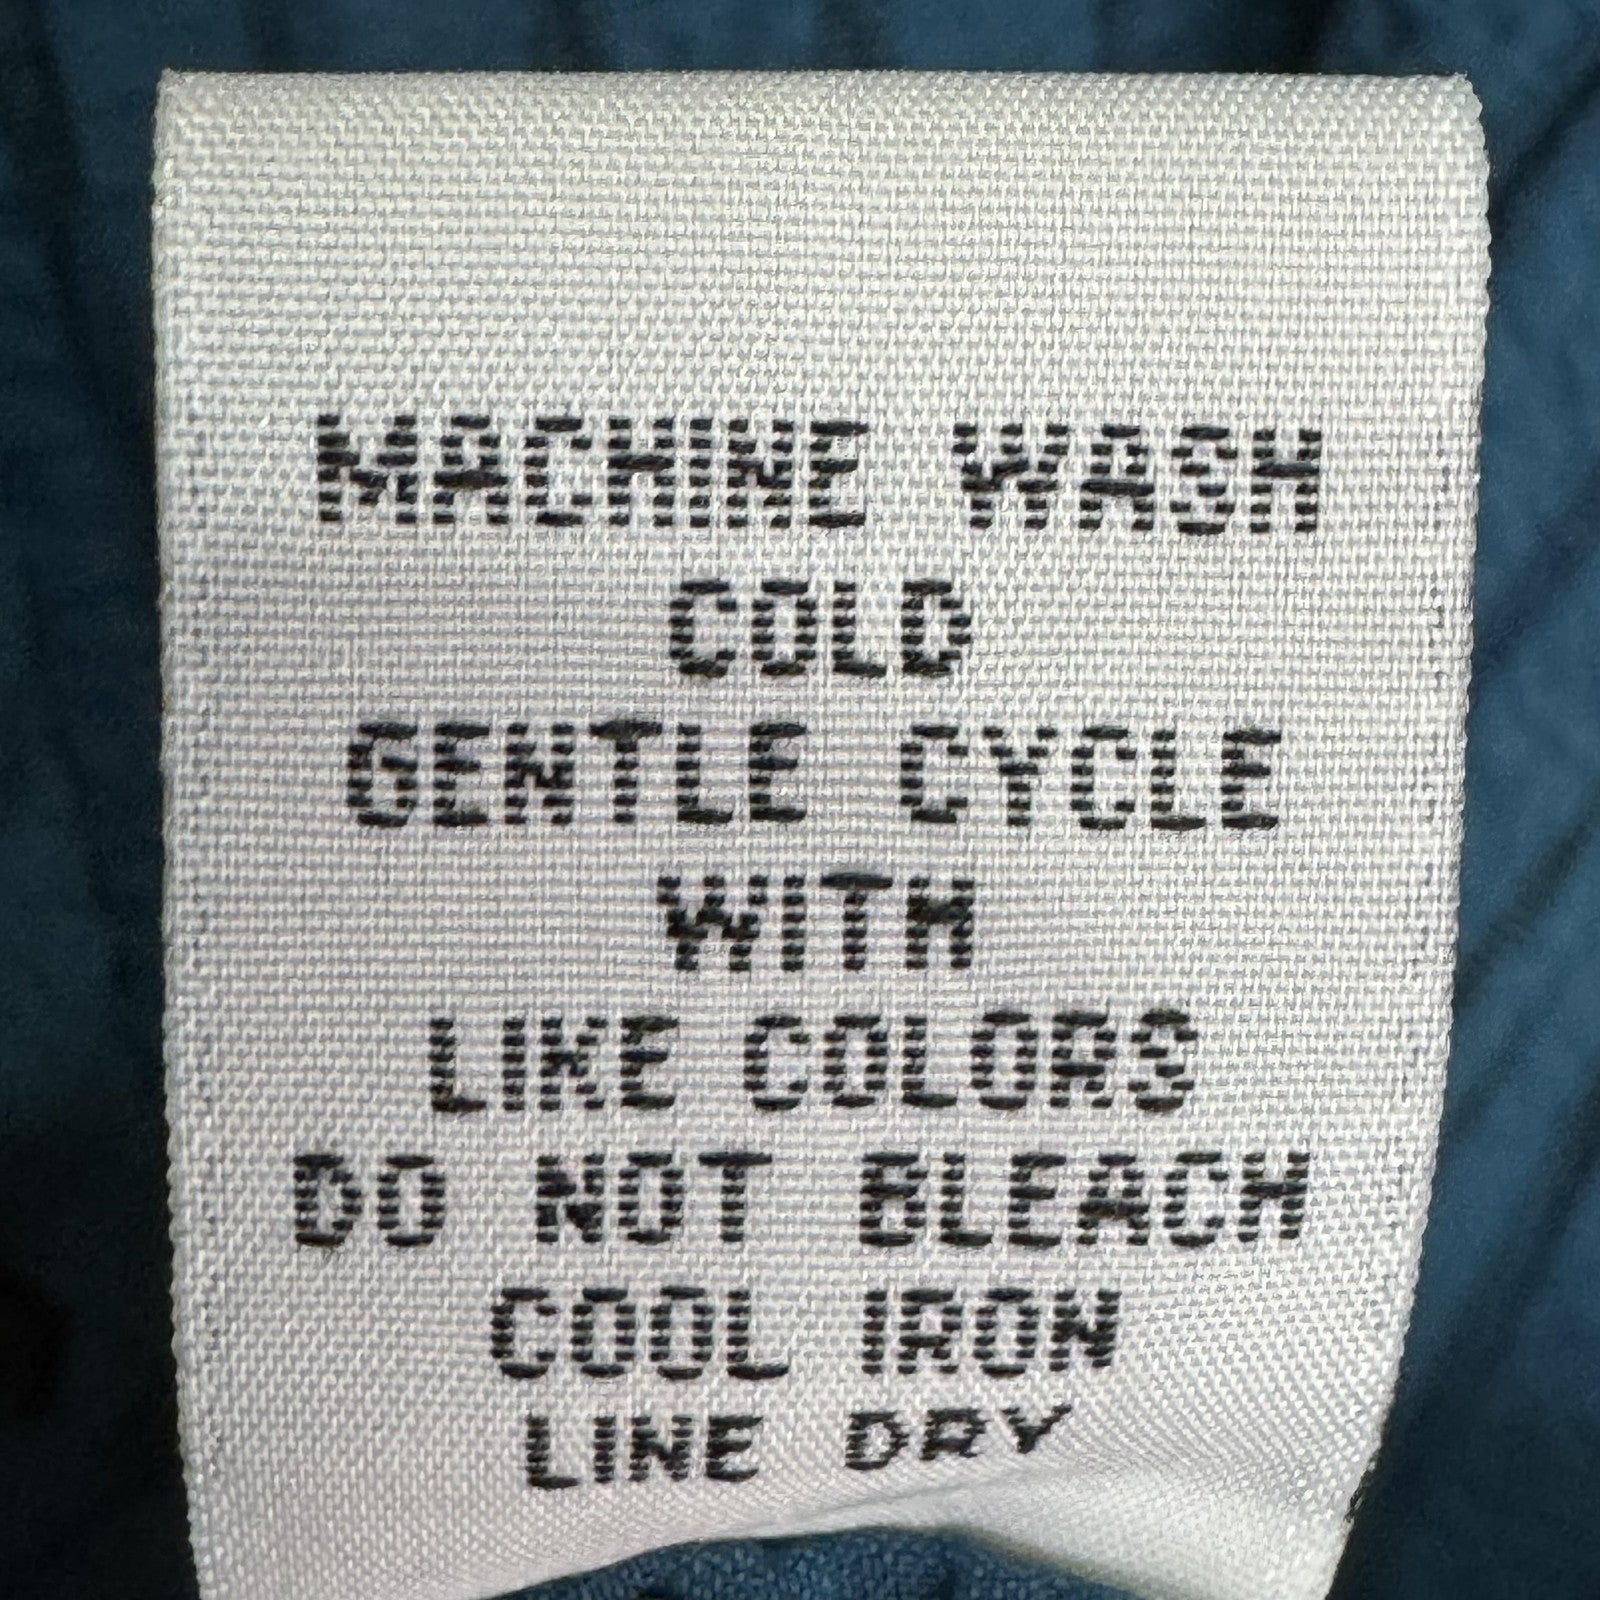 MACHINE WASH
COLD
GENTLE CYCLE
WITH
LIKE COLORS
DO NOT BLEACH
COOL IRON
LINE DRY